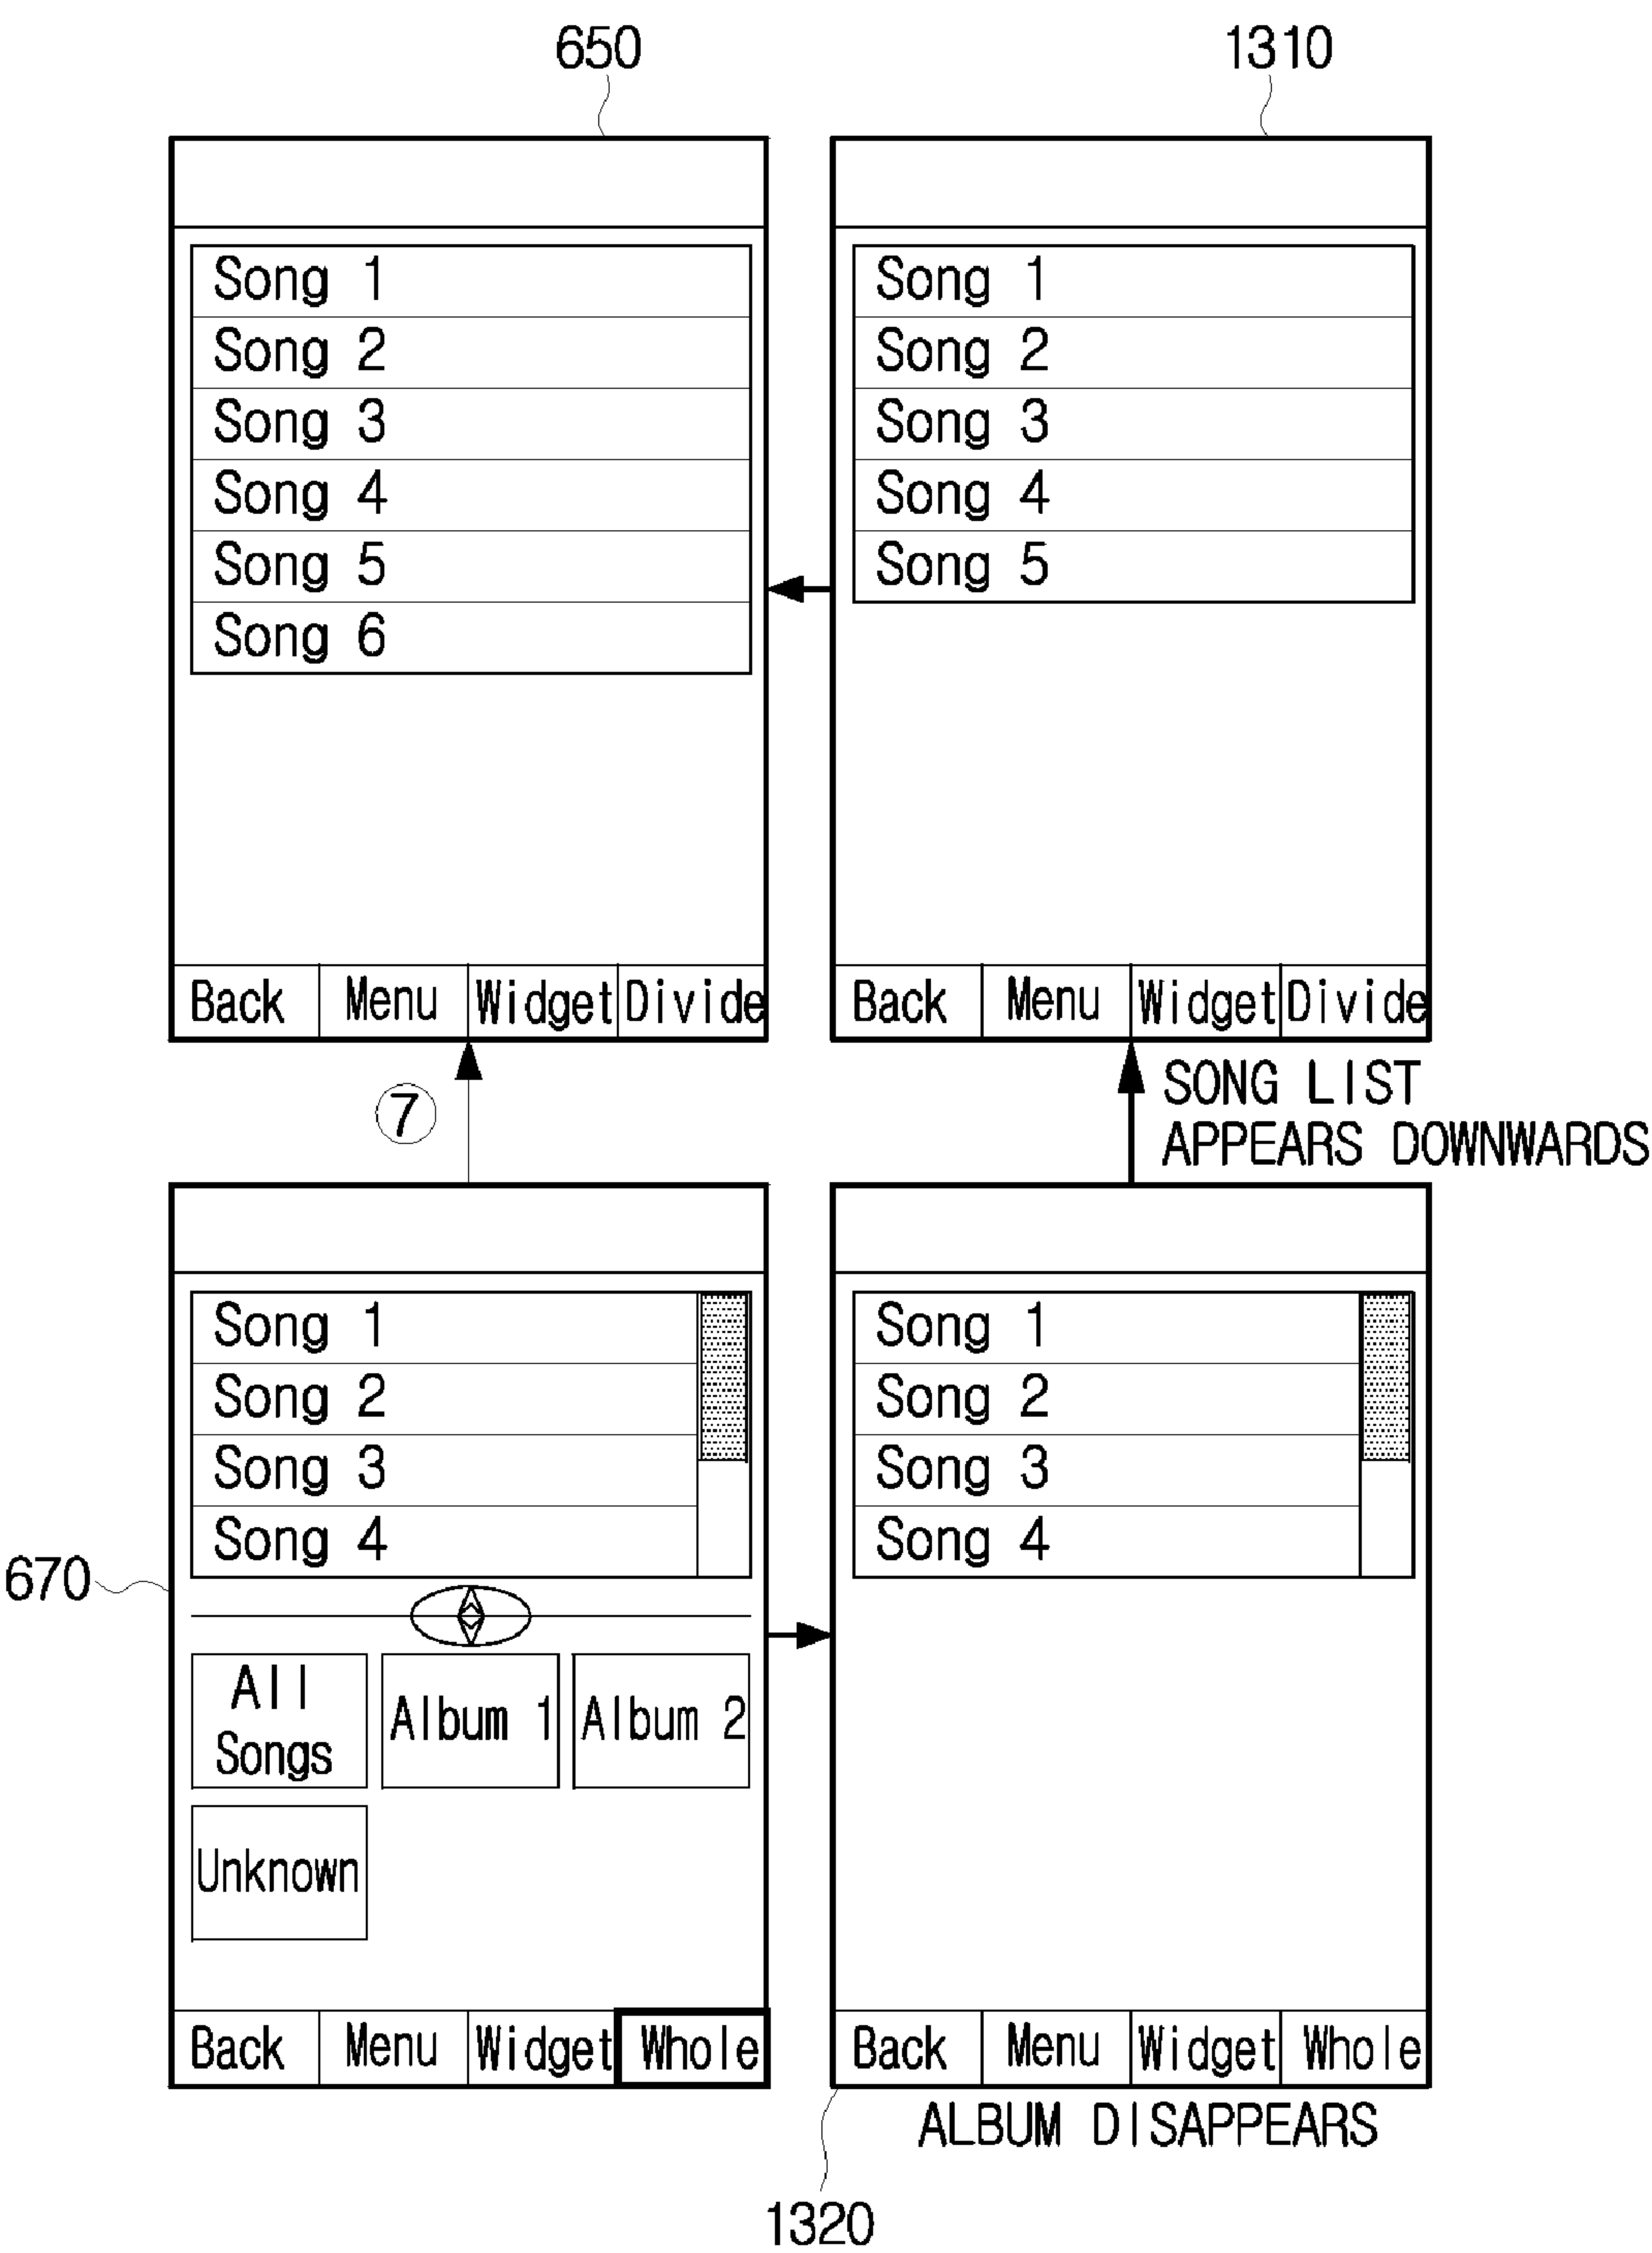 650
1310
Song 1
Song 2
Song 3
Song 4
Song 5
Song 6
Back Menu Widget Divide
Song 1
Song 2
Song 3
Song 4
Song 5
Back Menu Widget Divide
⑦
SONG LIST
APPEARS DOWNWARDS
670
Song 1
Song 2
Song 3
Song 4
All
Songs
Album 1
Album 2
Unknown
Back Menu Widget Whole
Song 1
Song 2
Song 3
Song 4
Back Menu Widget Whole
ALBUM DISAPPEARS
1320